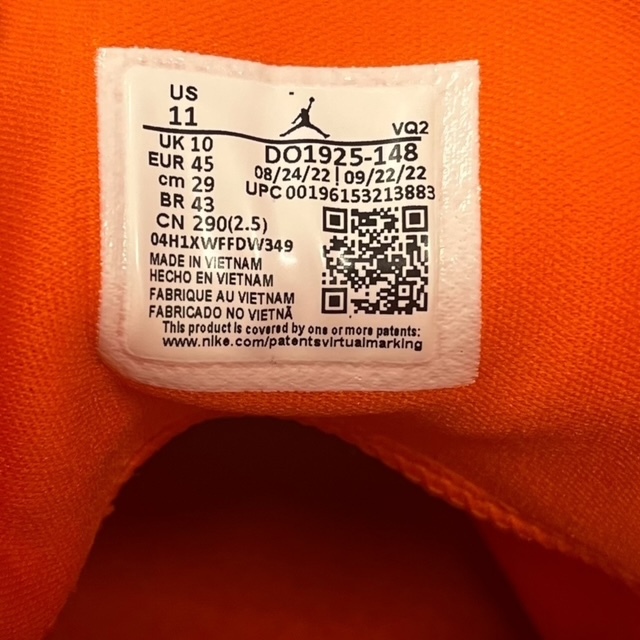 US
11
VQ2
UK 10
EUR 45
cm 29
BR 43
CN 290(2.5)
DO1925-148
08/24/22 | 09/22/22
UPC 00196153213883
04H1XWFFDW349
MADE IN VIETNAM
HECHO EN VIETNAM
FABRIQUE AU VIETNAM
FABRICADO NO VIETNÃ
This product is covered by one or more patents:
www.nike.com/patentsvirtualmarking